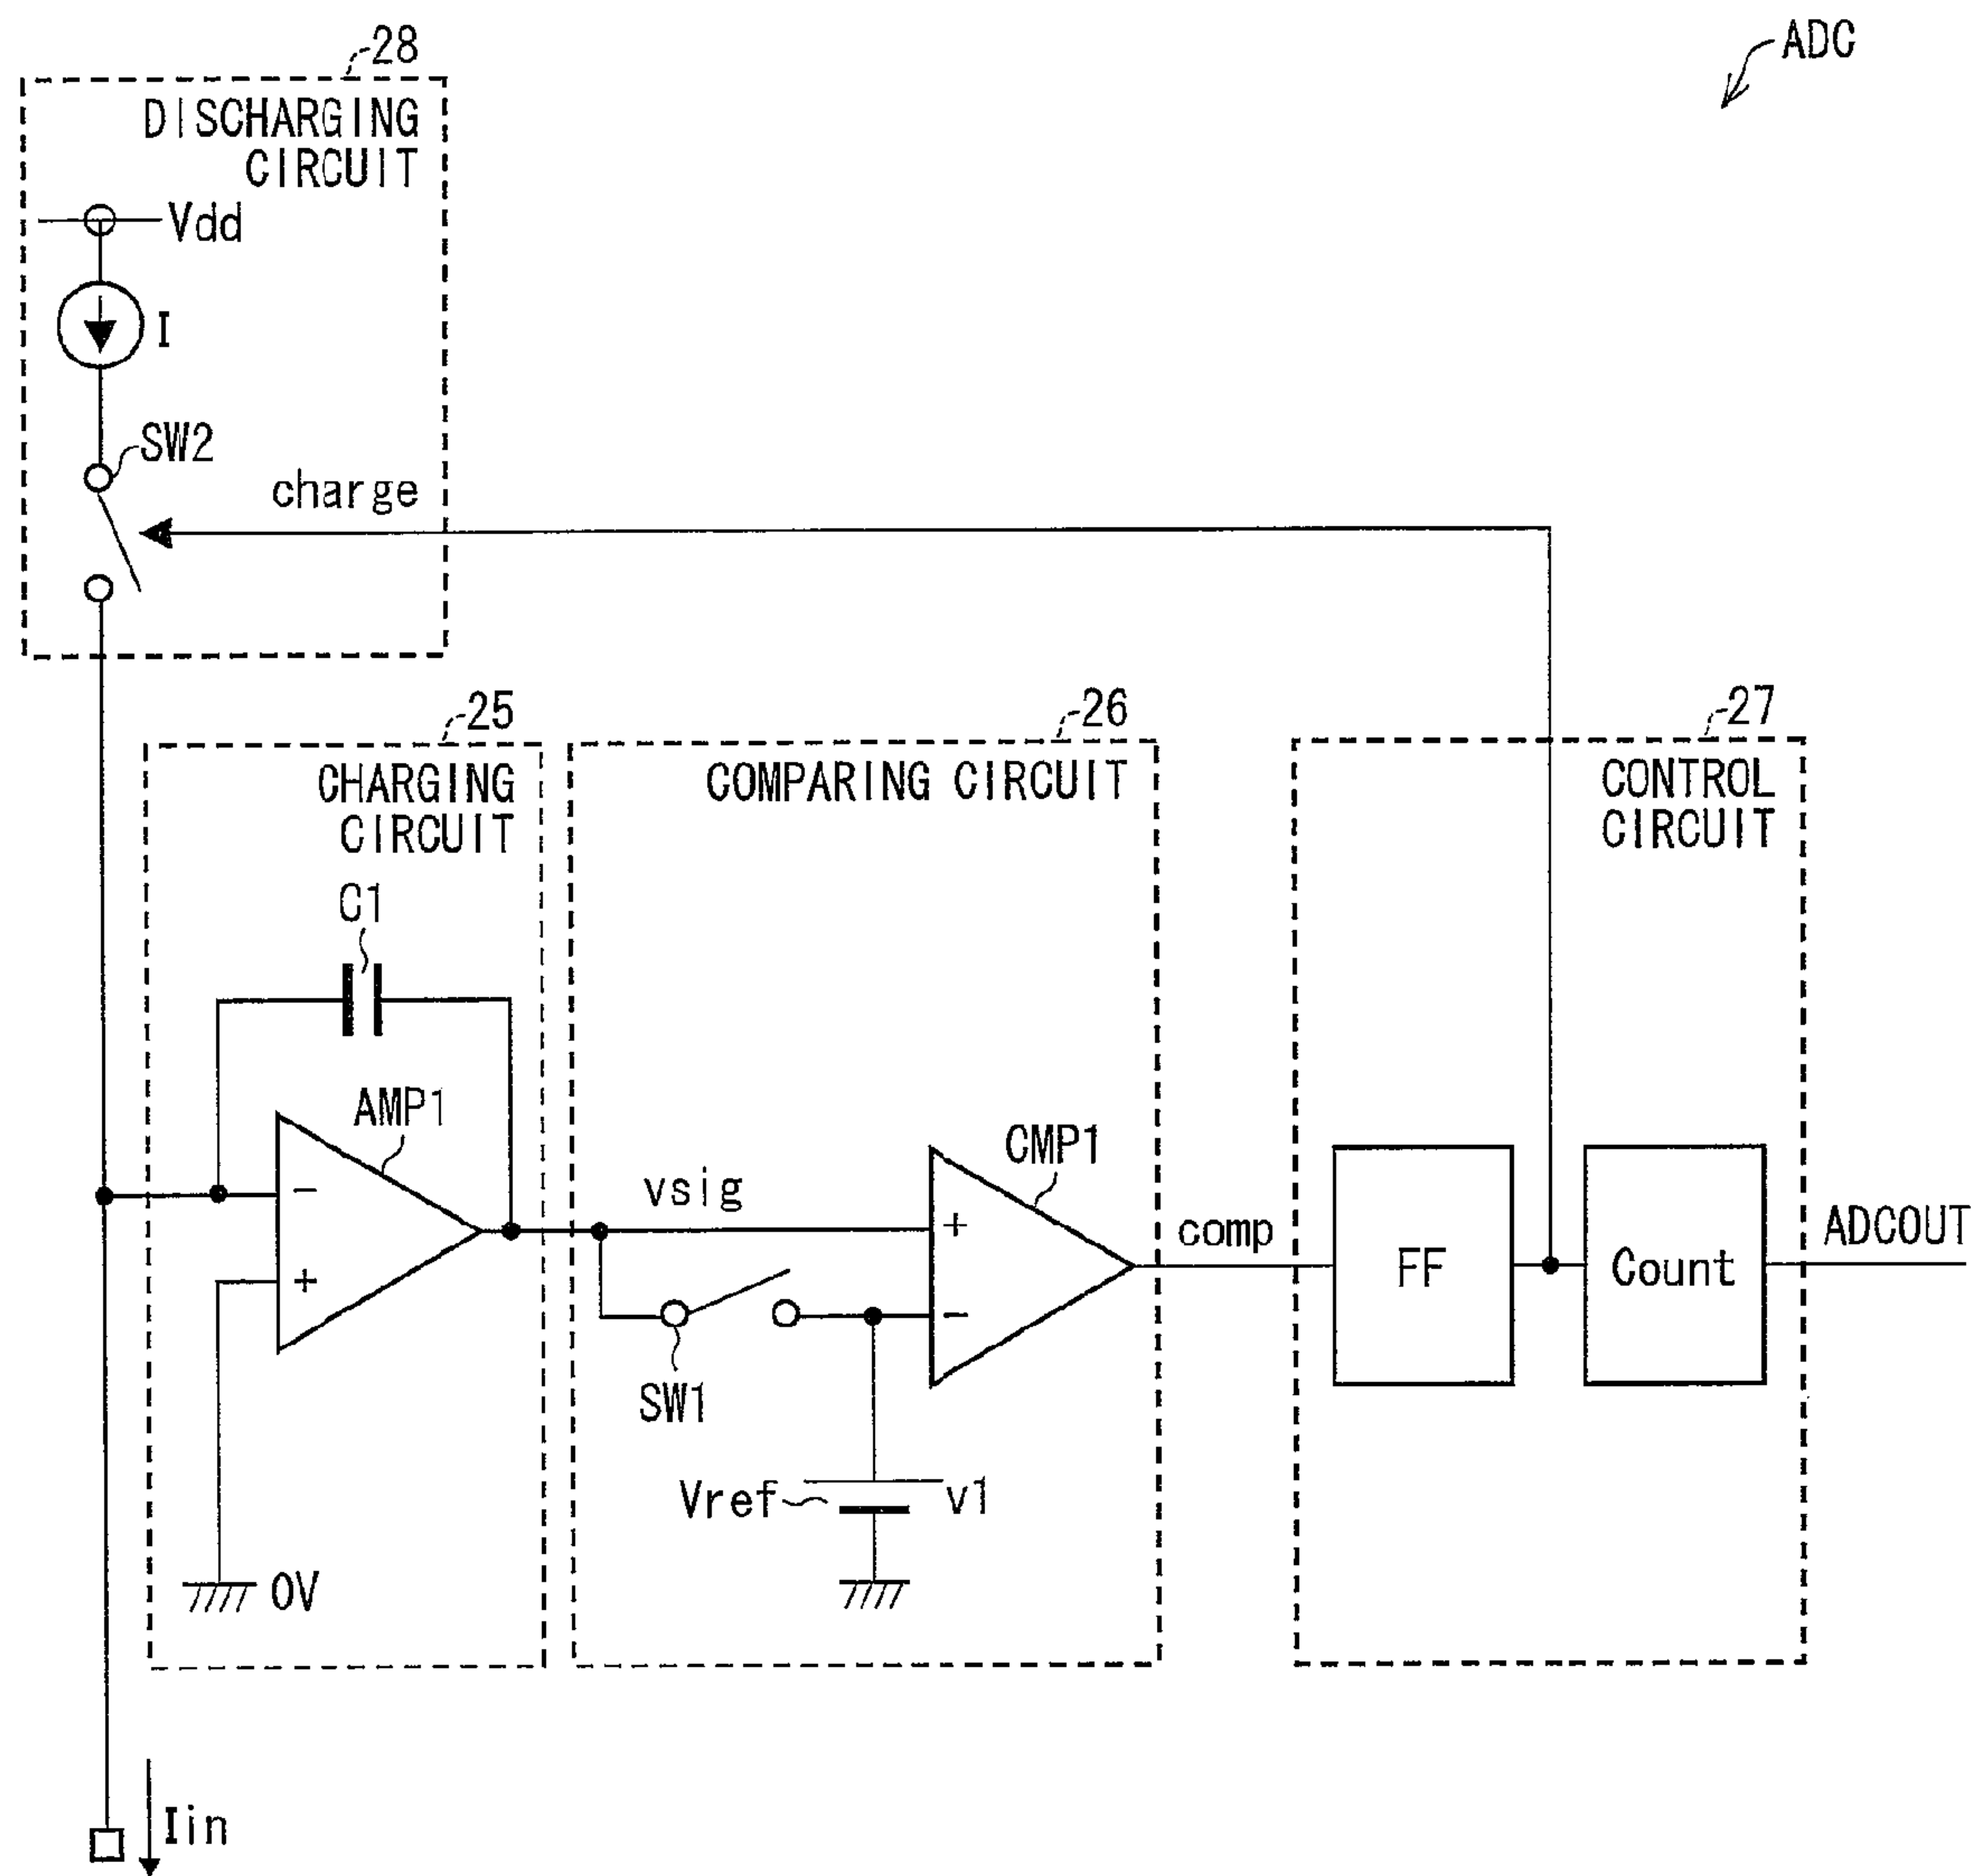 ADC
28
DISCHARGING
CIRCUIT
Vdd
I
SW2
charge
25
CHARGING
CIRCUIT
C1
AMP1
-
+
0V
26
COMPARING CIRCUIT
vsig
CMP1
+
-
SW1
Vref
v1
comp
27
CONTROL
CIRCUIT
FF
Count
ADCOUT
Iin